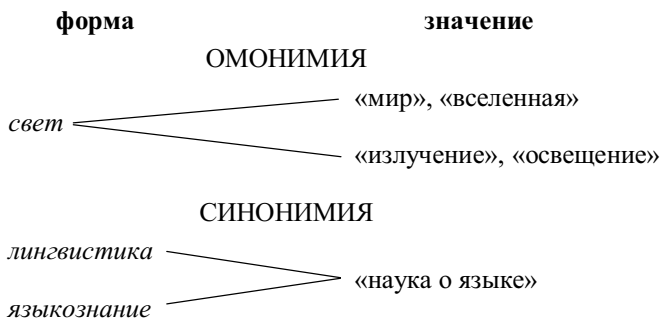 форма значение
ОМОНИМИЯ
«мир», «вселенная»
свет
«излучение», «освещение»
СИНОНИМИЯ
лингвистика
«наука о языке»
языкознание